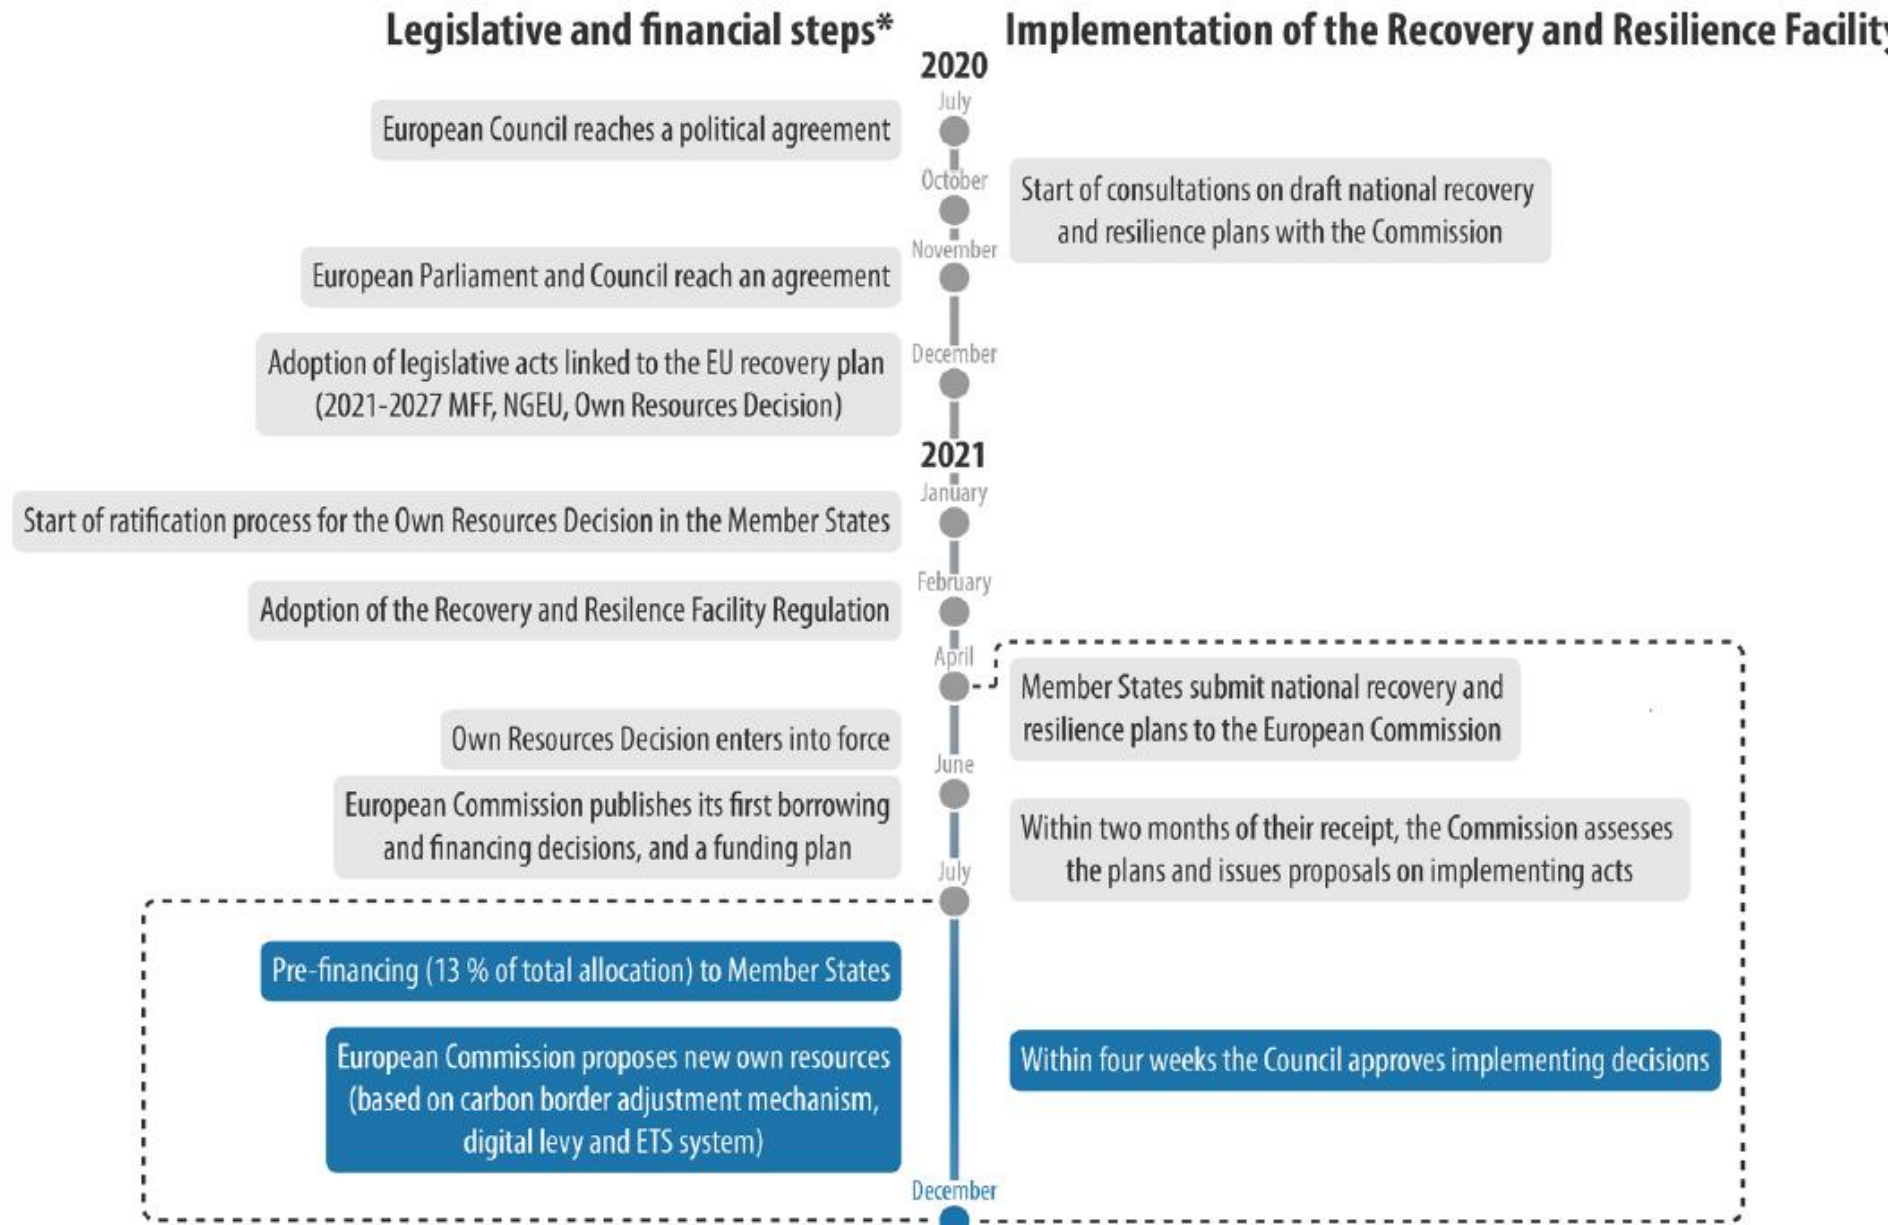 Legislative and financial steps*
Implementation of the Recovery and Resilience Facility
2020
July
European Council reaches a political agreement
October
Start of consultations on draft national recovery
and resilience plans with the Commission
November
European Parliament and Council reach an agreement
December
Adoption of legislative acts linked to the EU recovery plan
(2021-2027 MFF, NGEU, Own Resources Decision)
2021
January
Start of ratification process for the Own Resources Decision in the Member States
February
Adoption of the Recovery and Resilence Facility Regulation
April
Member States submit national recovery and
resilience plans to the European Commission
Own Resources Decision enters into force
June
European Commission publishes its first borrowing
and financing decisions, and a funding plan
Within two months of their receipt, the Commission assesses
the plans and issues proposals on implementing acts
July
Pre-financing (13 % of total allocation) to Member States
European Commission proposes new own resources
(based on carbon border adjustment mechanism,
digital levy and ETS system)
Within four weeks the Council approves implementing decisions
December